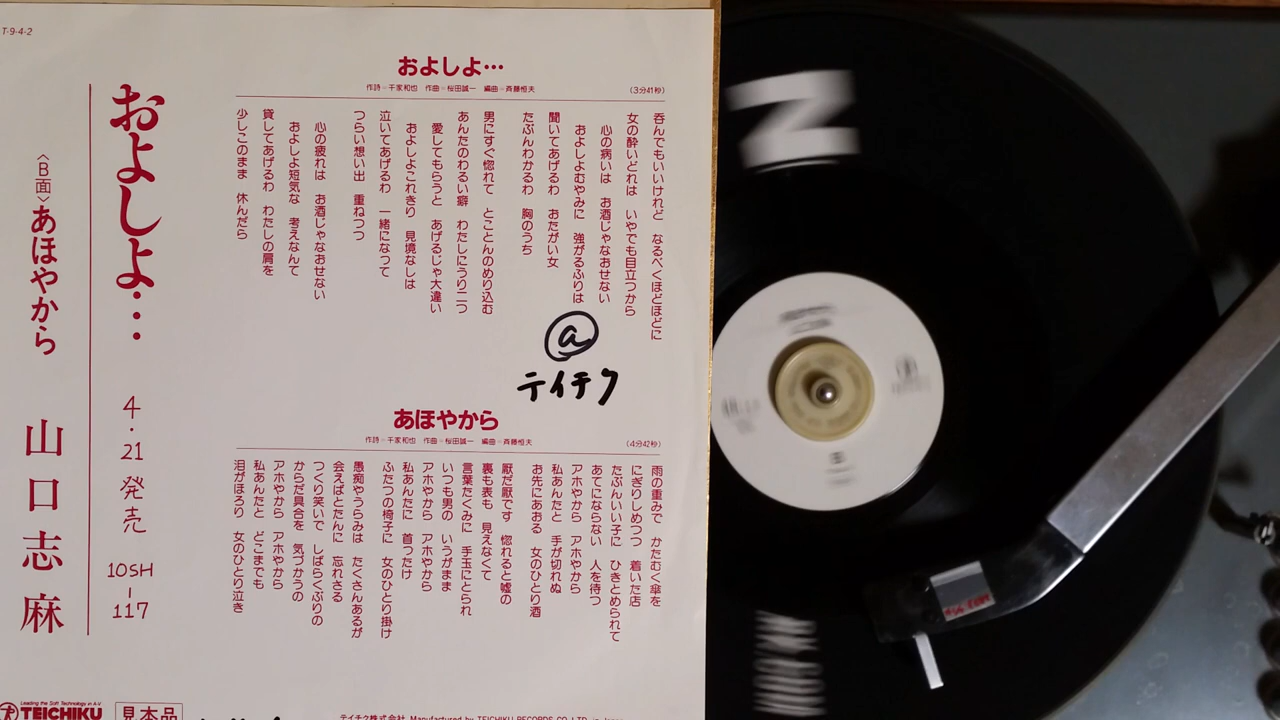 T-9-4-2
およしよ…
作詩=千家和也 作曲=桜田誠一 編曲=斉藤恒夫
(3分41秒)
呑んでもいいけれど なるべくほどほどに
女の酔いどれは いやでも目立つから
心の病いは お酒じゃなおせない
およしよむやみに 強がるふりは
聞いてあげるわ おたがい女
たぶんわかるわ 胸のうち
男にすぐ惚れて とことんのめり込む
あんたのわるい癖 わたしにうり二つ
愛してもらうと あげるじゃ大違い
およしよこれきり 見境なしは
泣いてあげるわ 一緒になって
つらい想い出 重ねつつ
心の疲れは お酒じゃなおせない
およしよ短気な 考えなんて
貸してあげるわ わたしの肩を
少しこのまま 休んだら
ⓐ
テイチク
あほやから
作詩=千家和也 作曲=桜田誠一 編曲=斉藤恒夫
(4分42秒)
雨の重みで かたむく傘を
にぎりしめつつ 着いた店
たぶんいい子に ひきとめられて
あてにならない 人を待つ
アホやから アホやから
私あんたと 手が切れぬ
お先にあおる 女のひとり酒
厭だ厭です 惚れると嘘の
裏も表も 見えなくて
言葉たくみに 手玉にとられ
いつも男の いうがまま
アホやから アホやから
私あんたに 首つたけ
ふたつの椅子に 女のひとり掛け
愚痴やうらみは たくさんあるが
会えばとたんに 忘れさる
つくり笑いで しばらくぶりの
からだ具合を 気づかうの
アホやから アホやから
私あんたと どこまでも
泪がほろり 女のひとり泣き
およしよ…
4・21発売
10SH-117
〈B面〉あほやから
山口志麻
Leading the Soft Technology in A・V
TEICHIKU
見本品
テイチク株式会社 Manufactured by TEICHIKU RECORDS CO., LTD. in Japan